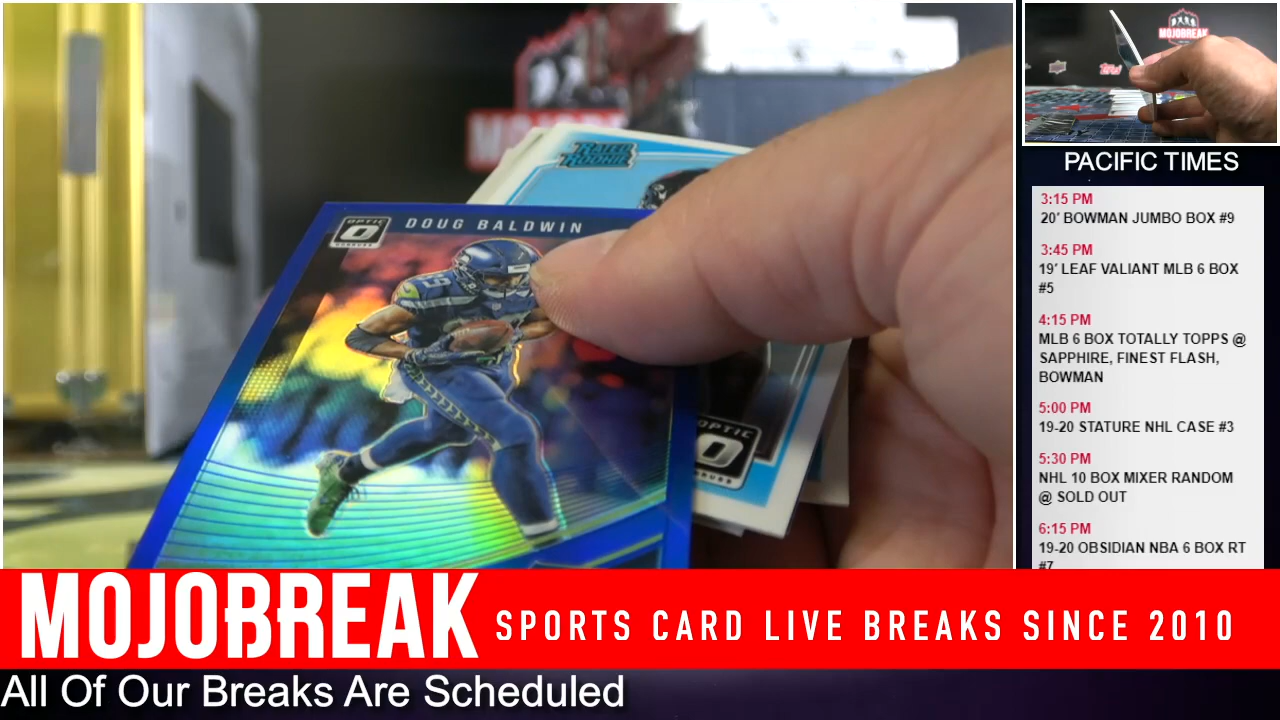 MOJOBREAK
RATED
ROOKIE
OPTIC
DONRUSS
DOUG BALDWIN
OPTIC
PACIFIC TIMES
3:15 PM
20' BOWMAN JUMBO BOX #9
3:45 PM
19' LEAF VALIANT MLB 6 BOX
#5
4:15 PM
MLB 6 BOX TOTALLY TOPPS @
SAPPHIRE, FINEST FLASH,
BOWMAN
5:00 PM
19-20 STATURE NHL CASE #3
5:30 PM
NHL 10 BOX MIXER RANDOM
@ SOLD OUT
6:15 PM
19-20 OBSIDIAN NBA 6 BOX RT
#7
MOJOBREAK SPORTS CARD LIVE BREAKS SINCE 2010
All Of Our Breaks Are Scheduled